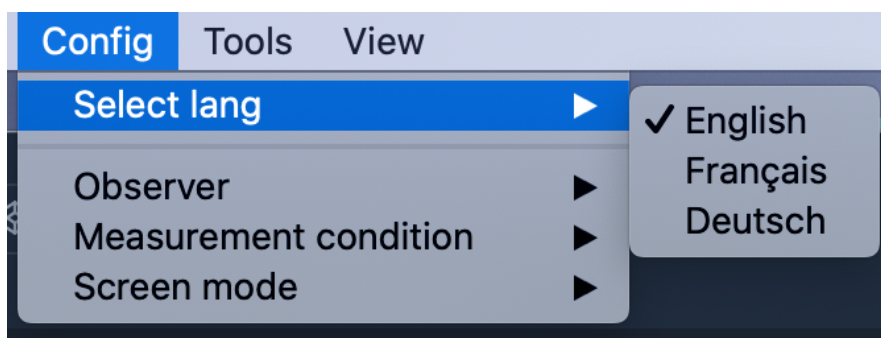 Config Tools View
Select lang
English
Français
Deutsch
Observer
Measurement condition
Screen mode